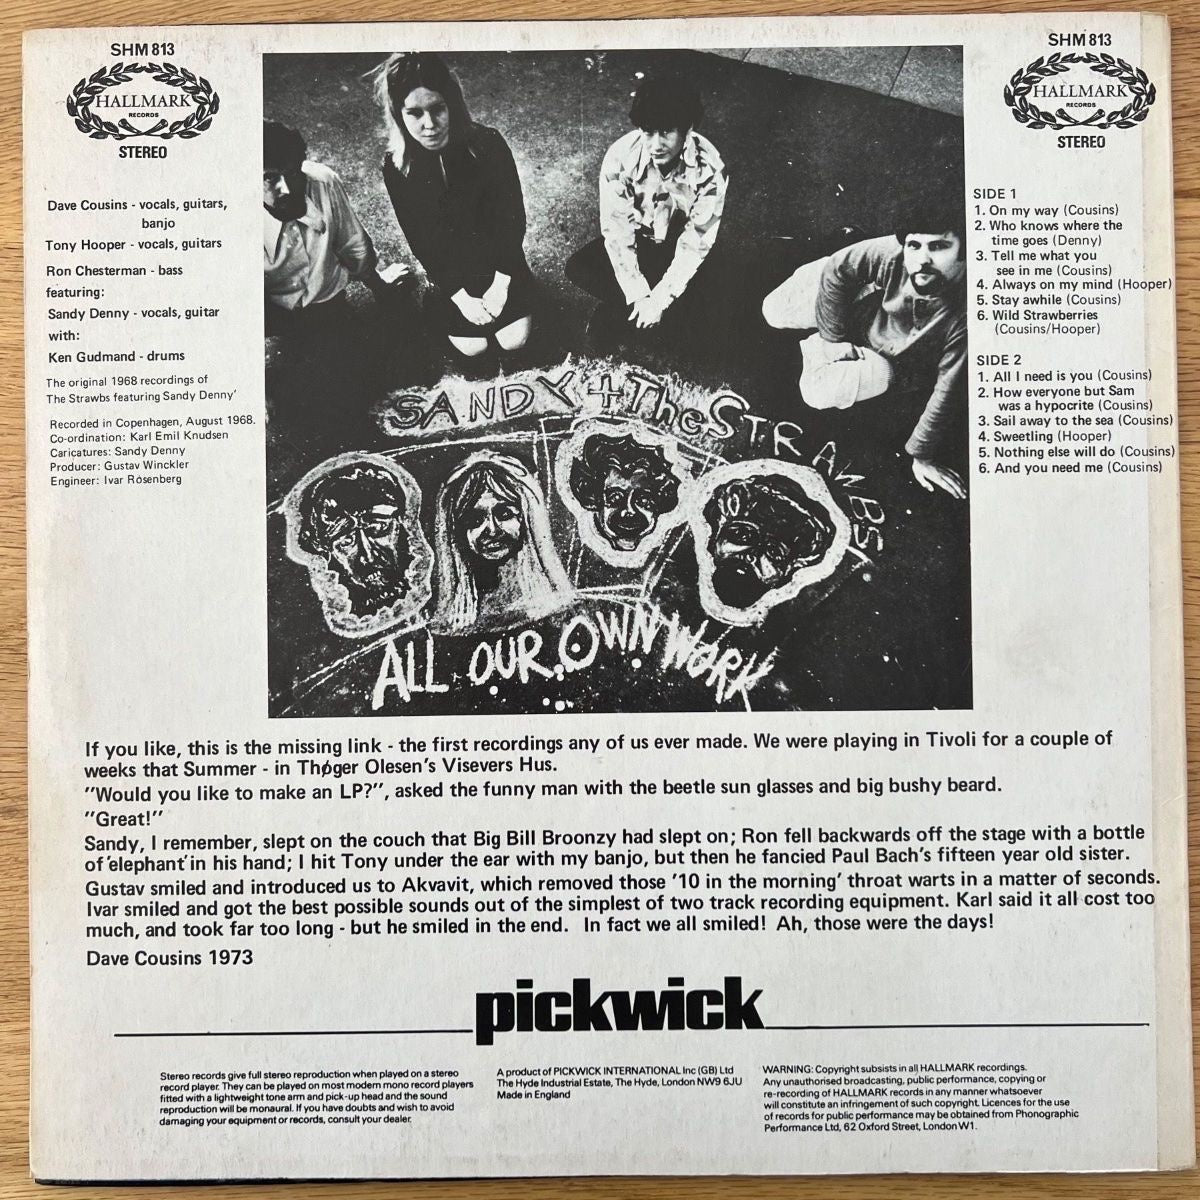 SHM 813
HALLMARK
RECORDS
STEREO
Dave Cousins - vocals, guitars,
banjo
Tony Hooper - vocals, guitars
Ron Chesterman - bass
featuring:
Sandy Denny - vocals, guitar
with:
Ken Gudmand - drums
The original 1968 recordings of
The Strawbs featuring Sandy Denny'
Recorded in Copenhagen, August 1968.
Co-ordination: Karl Emil Knudsen
Caricatures: Sandy Denny
Producer: Gustav Winckler
Engineer: Ivar Rosenberg
SANDY + The STRAWBS
ALL OUR OWN WORK
SHM 813
HALLMARK
RECORDS
STEREO
SIDE 1
1. On my way (Cousins)
2. Who knows where the
time goes (Denny)
3. Tell me what you
see in me (Cousins)
4. Always on my mind (Hooper)
5. Stay awhile (Cousins)
6. Wild Strawberries
(Cousins/Hooper)
SIDE 2
1. All I need is you (Cousins)
2. How everyone but Sam
was a hypocrite (Cousins)
3. Sail away to the sea (Cousins)
4. Sweetling (Hooper)
5. Nothing else will do (Cousins)
6. And you need me (Cousins)
If you like, this is the missing link - the first recordings any of us ever made. We were playing in Tivoli for a couple of
weeks that Summer - in Thøger Olesen's Visevers Hus.
"Would you like to make an LP?", asked the funny man with the beetle sun glasses and big bushy beard.
"Great!"
Sandy, I remember, slept on the couch that Big Bill Broonzy had slept on; Ron fell backwards off the stage with a bottle
of 'elephant' in his hand; I hit Tony under the ear with my banjo, but then he fancied Paul Bach's fifteen year old sister.
Gustav smiled and introduced us to Akvavit, which removed those '10 in the morning' throat warts in a matter of seconds.
Ivar smiled and got the best possible sounds out of the simplest of two track recording equipment. Karl said it all cost too
much, and took far too long - but he smiled in the end. In fact we all smiled! Ah, those were the days!
Dave Cousins 1973
pickwick
Stereo records give full stereo reproduction when played on a stereo
record player. They can be played on most modern mono record players
fitted with a lightweight tone arm and pick-up head and the sound
reproduction will be monaural. If you have doubts and wish to avoid
damaging your equipment or records, consult your dealer.
A product of PICKWICK INTERNATIONAL Inc (GB) Ltd
The Hyde Industrial Estate, The Hyde, London NW9 6JU
Made in England
WARNING: Copyright subsists in all HALLMARK recordings.
Any unauthorised broadcasting, public performance, copying or
re-recording of HALLMARK records in any manner whatsoever
will constitute an infringement of such copyright. Licences for the use
of records for public performance may be obtained from Phonographic
Performance Ltd, 62 Oxford Street, London W1.